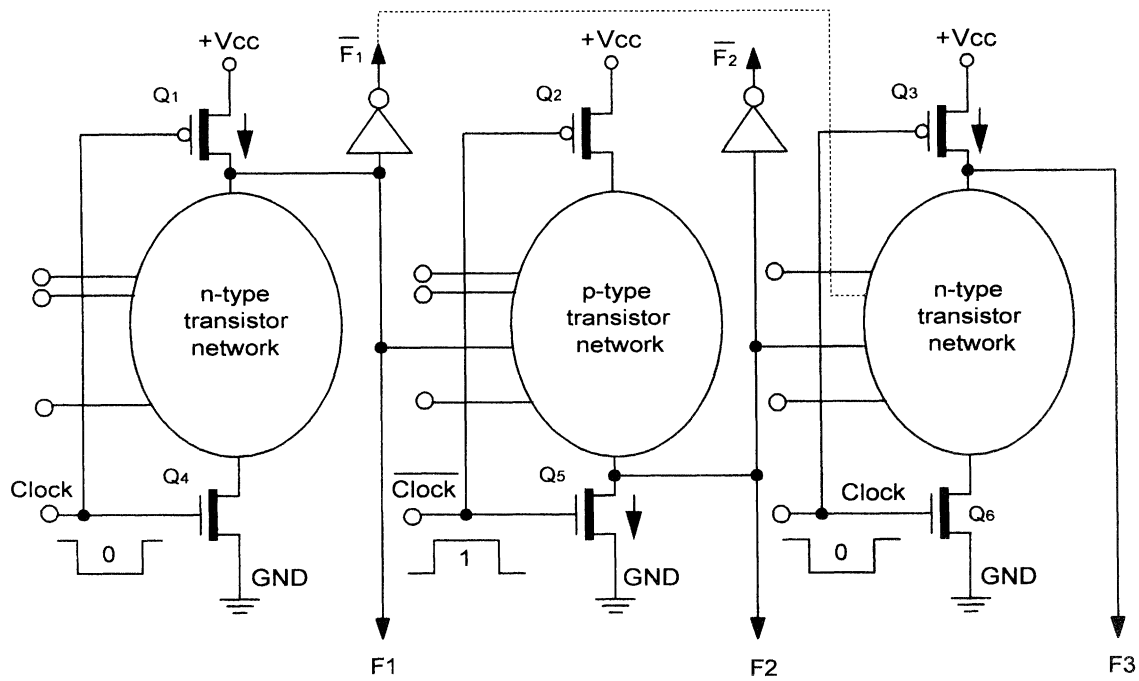 F̅1
F̅2
+Vcc
+Vcc
+Vcc
Q1
Q2
Q3
n-type
transistor
network
p-type
transistor
network
n-type
transistor
network
Q4
Q5
Q6
Clock
C̅l̅o̅c̅k̅
Clock
0
1
0
GND
GND
GND
F1
F2
F3